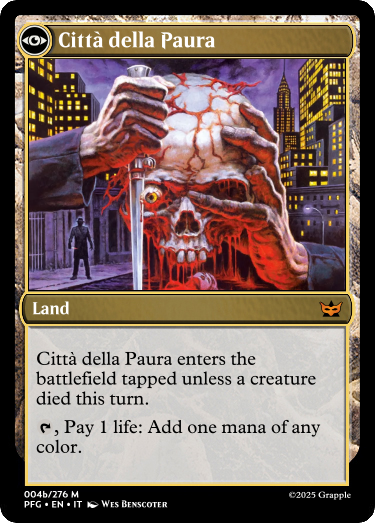 Città della Paura
Land
Città della Paura enters the
battlefield tapped unless a creature
died this turn.
, Pay 1 life: Add one mana of any
color.
004b/276 M
PFG • EN • IT Wes Benscoter
©2025 Grapple